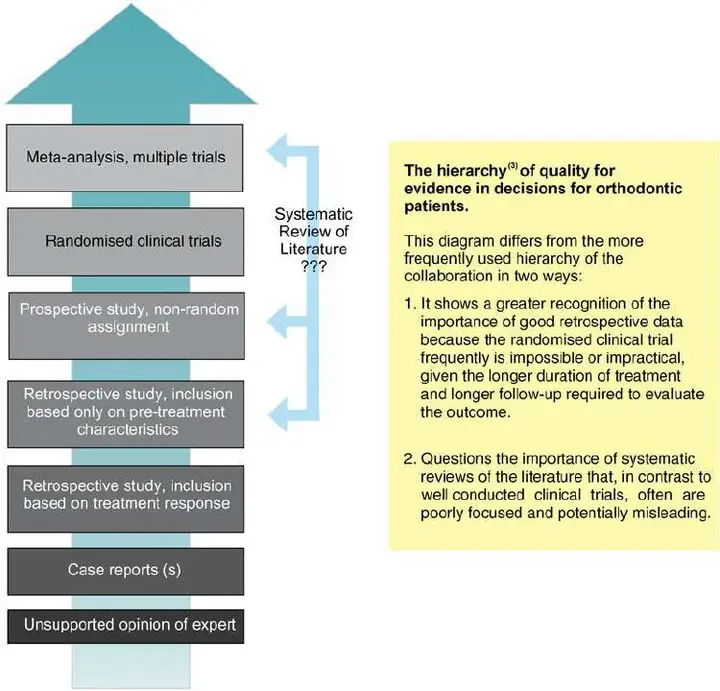 Meta-analysis, multiple trials
Randomised clinical trials
Prospective study, non-random
assignment
Retrospective study, inclusion
based only on pre-treatment
characteristics
Retrospective study, inclusion
based on treatment response
Case reports (s)
Unsupported opinion of expert
Systematic
Review of
Literature
???
The hierarchy(3) of quality for
evidence in decisions for orthodontic
patients.
This diagram differs from the more
frequently used hierarchy of the
collaboration in two ways:
1. It shows a greater recognition of the
importance of good retrospective data
because the randomised clinical trial
frequently is impossible or impractical,
given the longer duration of treatment
and longer follow-up required to evaluate
the outcome.
2. Questions the importance of systematic
reviews of the literature that, in contrast to
well conducted clinical trials, often are
poorly focused and potentially misleading.